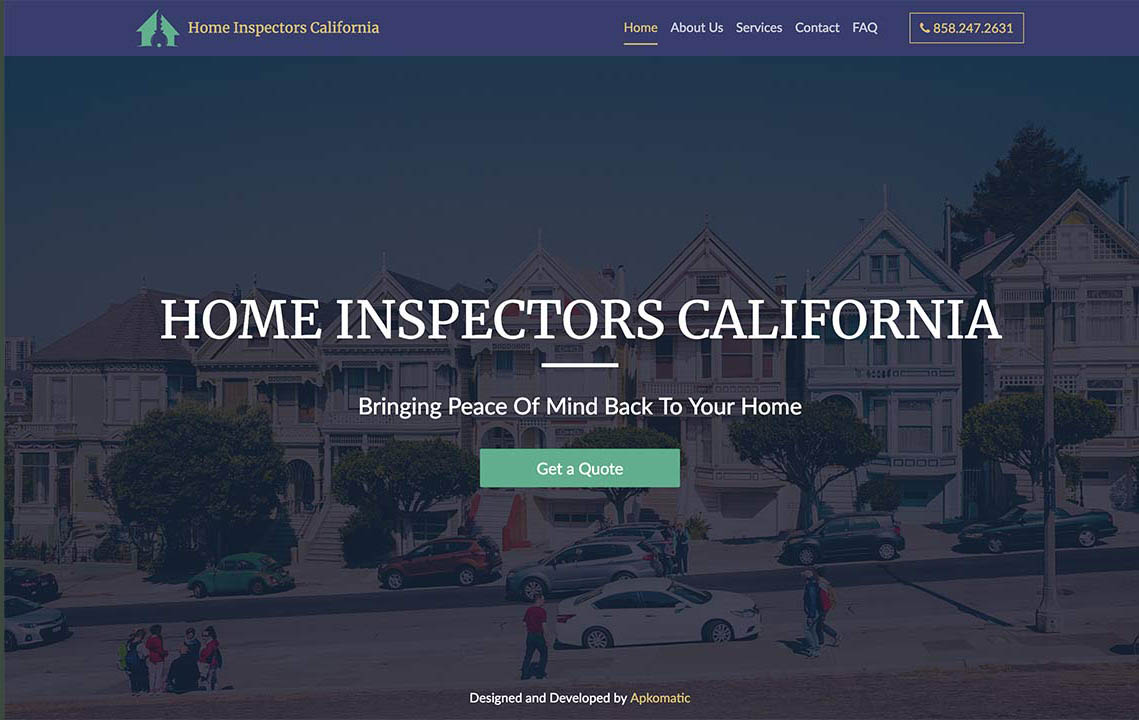 Home Inspectors California
Home About Us Services Contact FAQ 858.247.2631
HOME INSPECTORS CALIFORNIA
Bringing Peace Of Mind Back To Your Home
Get a Quote
Designed and Developed by Apkomatic